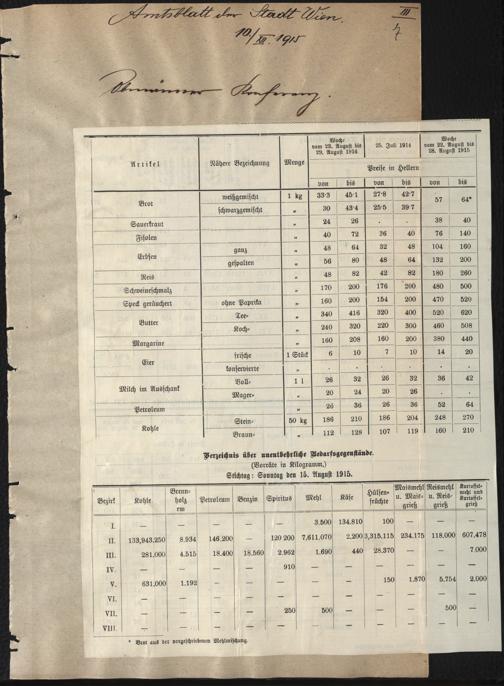 Amtsblatt der Stadt Wien.
III
7
10/XII. 1915
Konferenz.
Artikel | Nähere Bezeichnung | Menge | Woche vom 23. August bis 29. August 1914 | 25. Juli 1914 | Woche vom 22. August bis 28. August 1915
Preise in Hellern
von | bis | von | bis | von | bis
Brot | weißgemischt | 1 kg | 33·3 | 45·1 | 27·8 | 42·7 | 57 | 64*
schwarzgemischt | „ | 30 | 43·4 | 25·5 | 39·7
Sauerkraut | „ | 24 | 26 | · | · | 38 | 40
Fisolen | „ | 40 | 72 | 36 | 40 | 76 | 140
Erbsen | ganz | „ | 48 | 64 | 32 | 48 | 104 | 160
gespalten | „ | 56 | 80 | 48 | 64 | 132 | 200
Reis | „ | 48 | 82 | 42 | 82 | 180 | 260
Schweineschmalz | „ | 170 | 200 | 176 | 200 | 480 | 500
Speck geräuchert | ohne Paprika | „ | 160 | 200 | 154 | 200 | 470 | 520
Butter | Tee- | „ | 340 | 416 | 320 | 400 | 520 | 620
Koch- | „ | 240 | 320 | 220 | 300 | 460 | 508
Margarine | „ | 160 | 208 | 160 | 200 | 380 | 440
Eier | frische | 1 Stück | 6 | 10 | 7 | 10 | 14 | 20
konservierte | „ | · | · | · | · | · | ·
Milch im Ausschank | Voll- | 1 l | 26 | 32 | 26 | 32 | 36 | 42
Mager- | „ | 20 | 24 | 20 | 26 | · | ·
Petroleum | „ | 26 | 36 | 26 | 36 | 52 | 64
Kohle | Stein- | 50 kg | 186 | 210 | 186 | 204 | 248 | 270
Braun- | „ | 112 | 128 | 107 | 119 | 160 | 210
Verzeichnis über unentbehrliche Bedarfsgegenstände.
(Vorräte in Kilogramm,)
Stichtag: Sonntag den 15. August 1915.
Bezirk | Kohle | Brennholz rm | Petroleum | Benzin | Spiritus | Mehl | Käse | Hülsenfrüchte | Maismehl u. Maisgrieß | Reismehl u. Reisgrieß | Kartoffelmehl und Kartoffelgrieß
I. | — | — | — | — | — | 3.500 | 134.810 | 100 | — | — | —
II. | 133,943.250 | 8.934 | 146.200 | — | 120 200 | 7,611.070 | 2.200 | 3,315.115 | 234.175 | 118,000 | 607,478
III. | 281.000 | 4.515 | 18.400 | 18.560 | 2.962 | 1.690 | 440 | 28.370 | — | — | 7.000
IV. | — | — | — | — | 910 | — | — | — | — | — | —
V. | 631,000 | 1.192 | — | — | — | — | — | 150 | 1.870 | 5.754 | 2.000
VI. | — | — | — | — | — | — | — | — | — | — | —
VII. | — | — | — | — | 250 | 500 | — | — | — | 500 | —
VIII. | — | — | — | — | — | — | — | — | — | — | —
* Brot aus der vorgeschriebenen Mehlmischung.